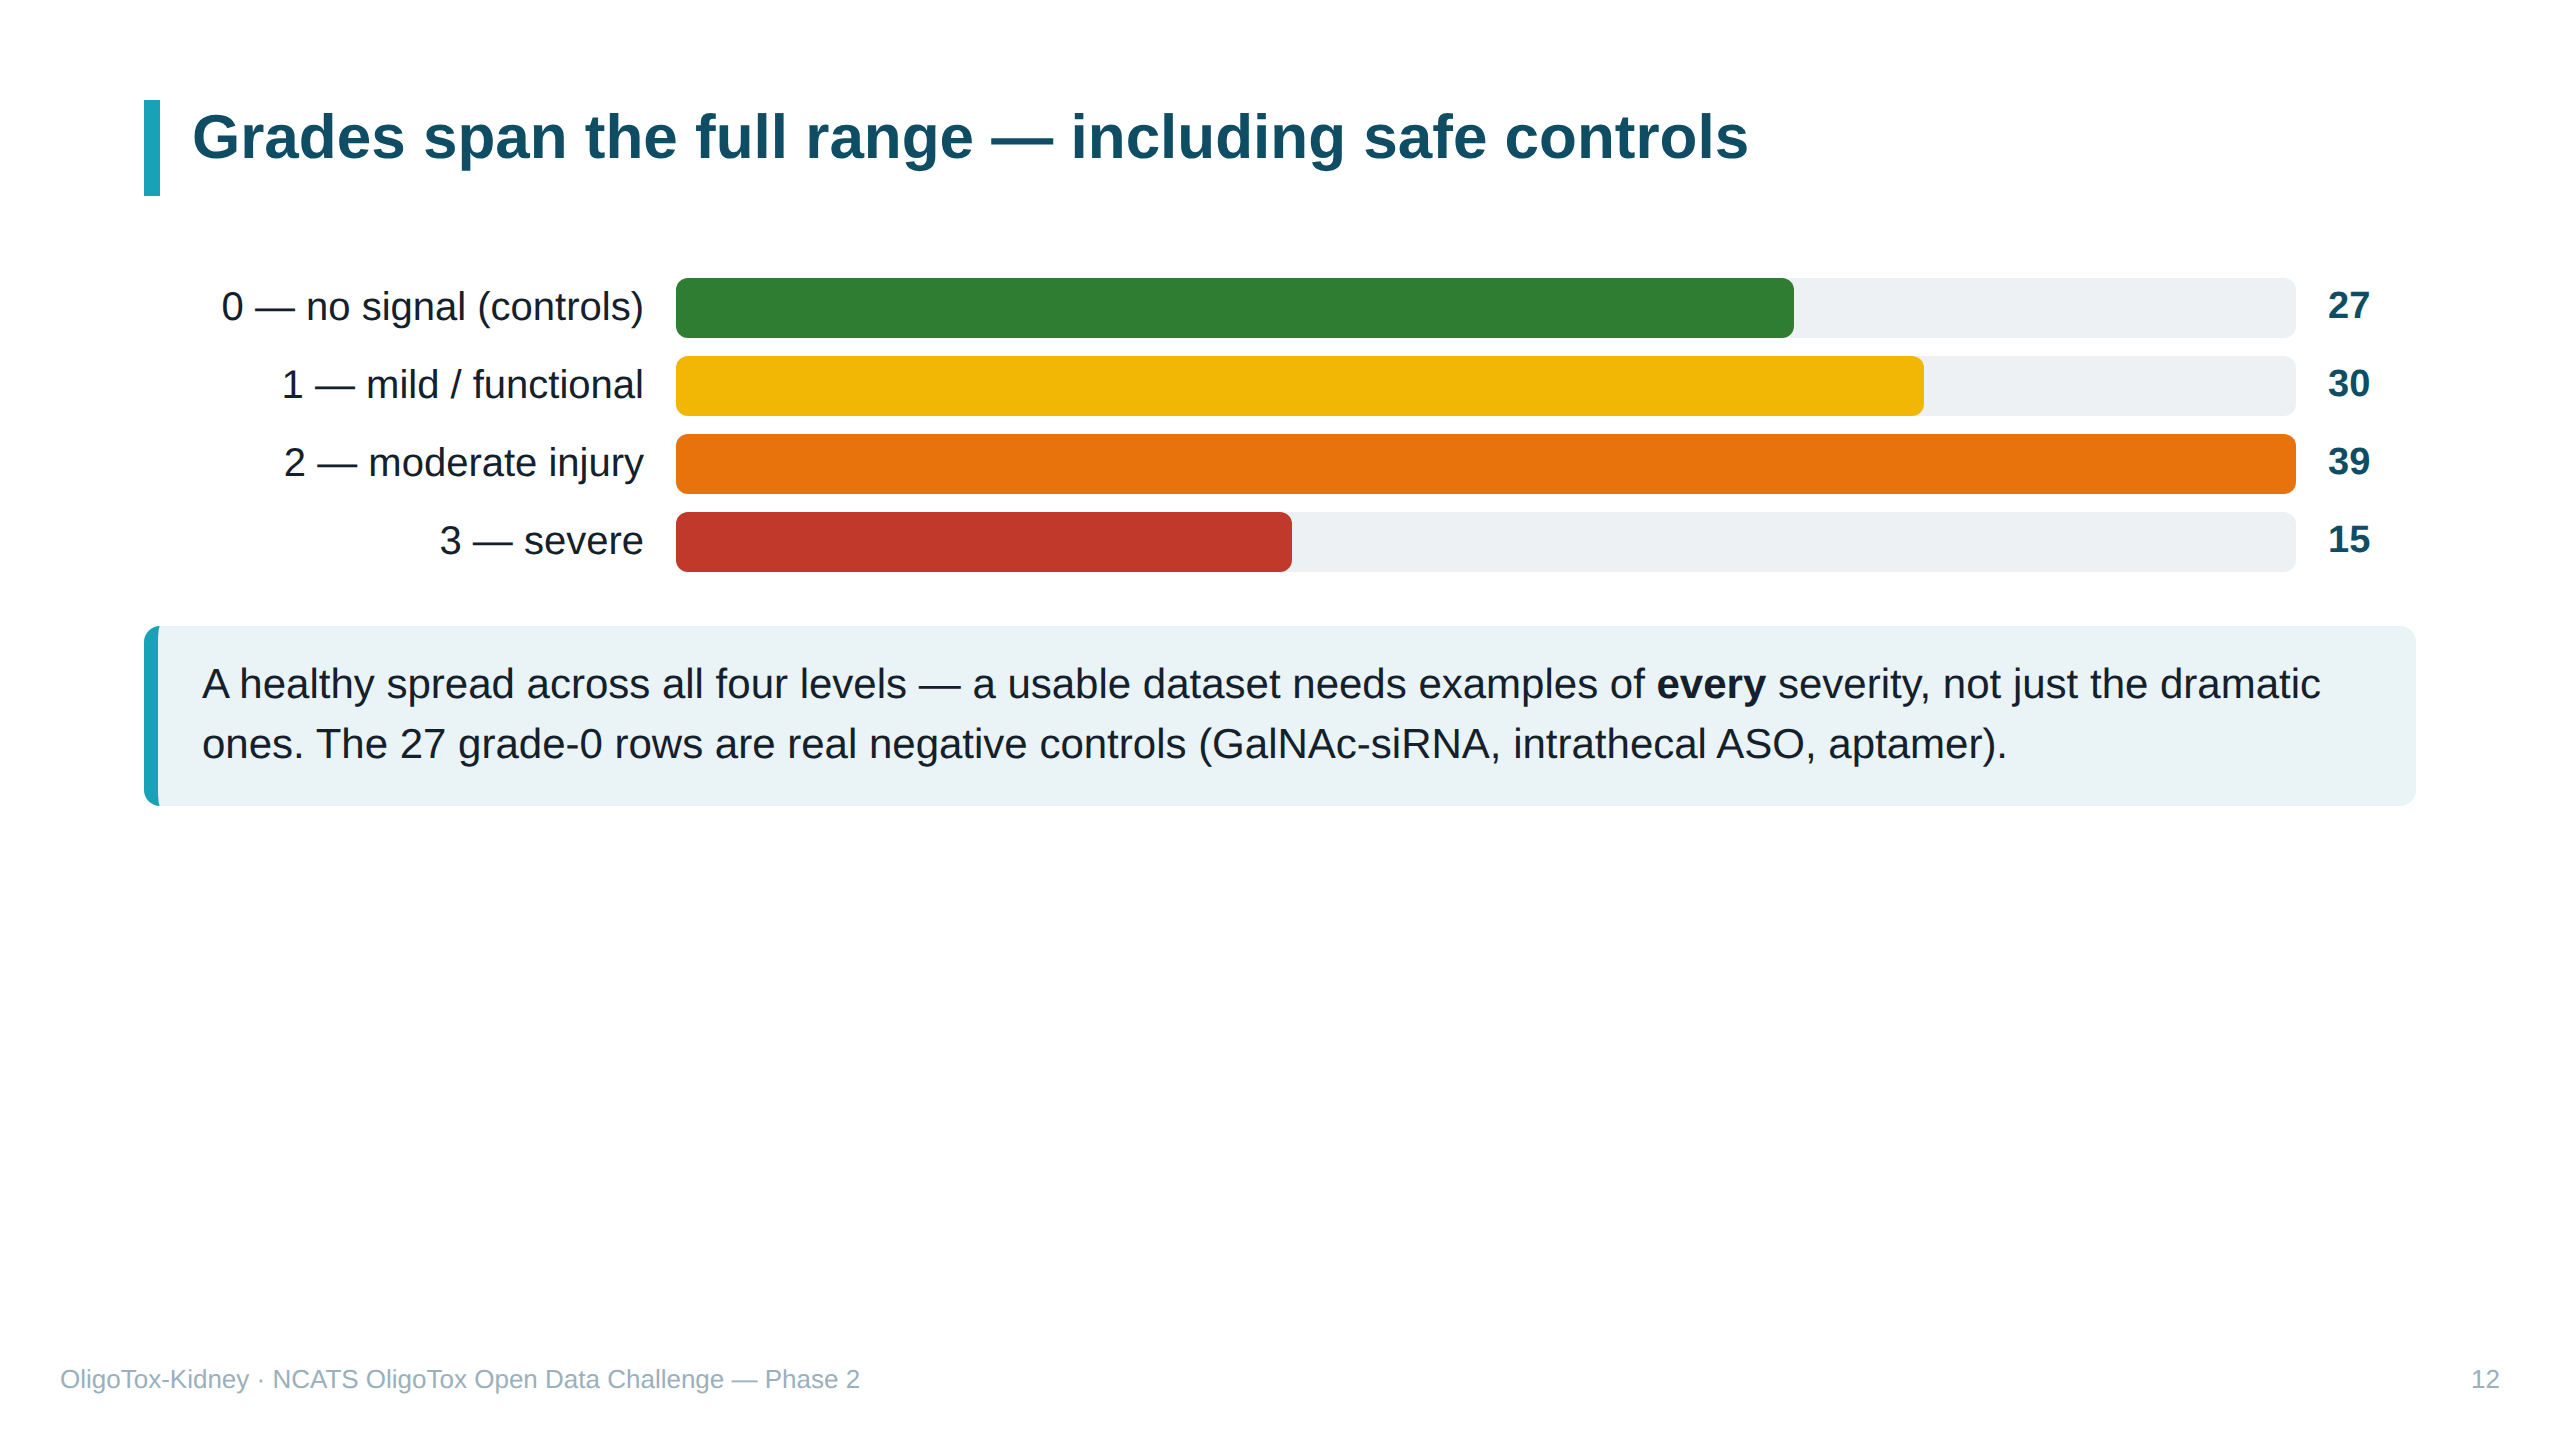 Grades span the full range — including safe controls
0 — no signal (controls) 27
1 — mild / functional 30
2 — moderate injury 39
3 — severe 15
A healthy spread across all four levels — a usable dataset needs examples of every severity, not just the dramatic
ones. The 27 grade-0 rows are real negative controls (GalNAc-siRNA, intrathecal ASO, aptamer).
OligoTox-Kidney · NCATS OligoTox Open Data Challenge — Phase 2
12